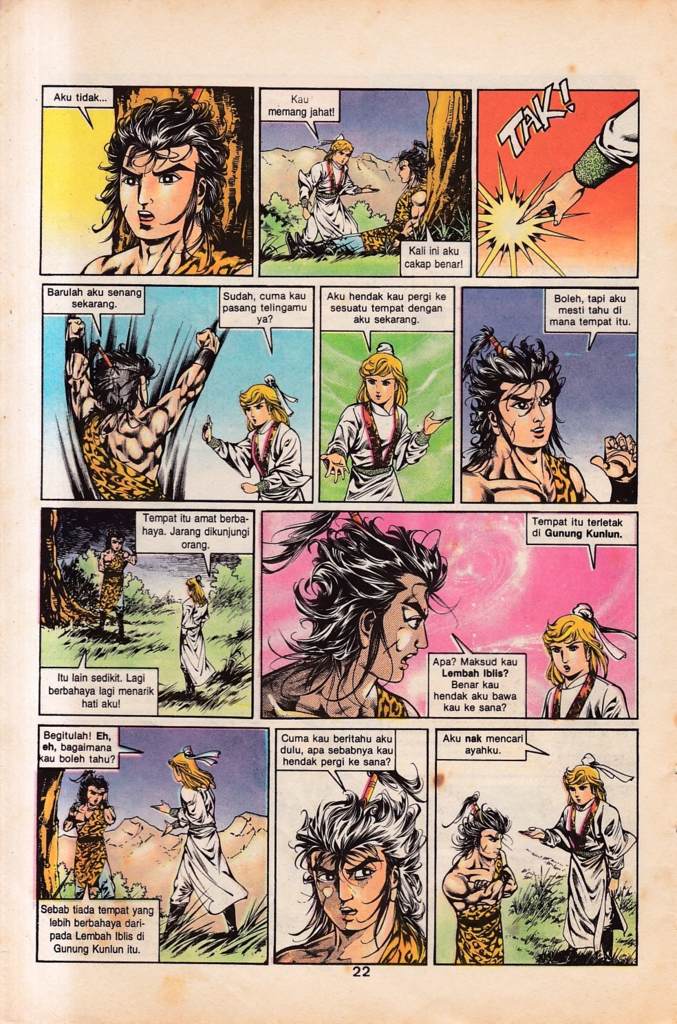 Aku tidak...
Kau
memang jahat!
Kali ini aku
cakap benar!
TAK!
Barulah aku senang
sekarang.
Sudah, cuma kau
pasang telingamu
ya?
Aku hendak kau pergi ke
sesuatu tempat dengan
aku sekarang.
Boleh, tapi aku
mesti tahu di
mana tempat itu.
Tempat itu amat berba-
haya. Jarang dikunjungi
orang.
Itu lain sedikit. Lagi
berbahaya lagi menarik
hati aku!
Tempat itu terletak
di Gunung Kunlun.
Apa? Maksud kau
Lembah Iblis?
Benar kau
hendak aku bawa
kau ke sana?
Begitulah! Eh,
eh, bagaimana
kau boleh tahu?
Sebab tiada tempat yang
lebih berbahaya dari-
pada Lembah Iblis di
Gunung Kunlun itu.
Cuma kau beritahu aku
dulu, apa sebabnya kau
hendak pergi ke sana?
Aku nak mencari
ayahku.
22